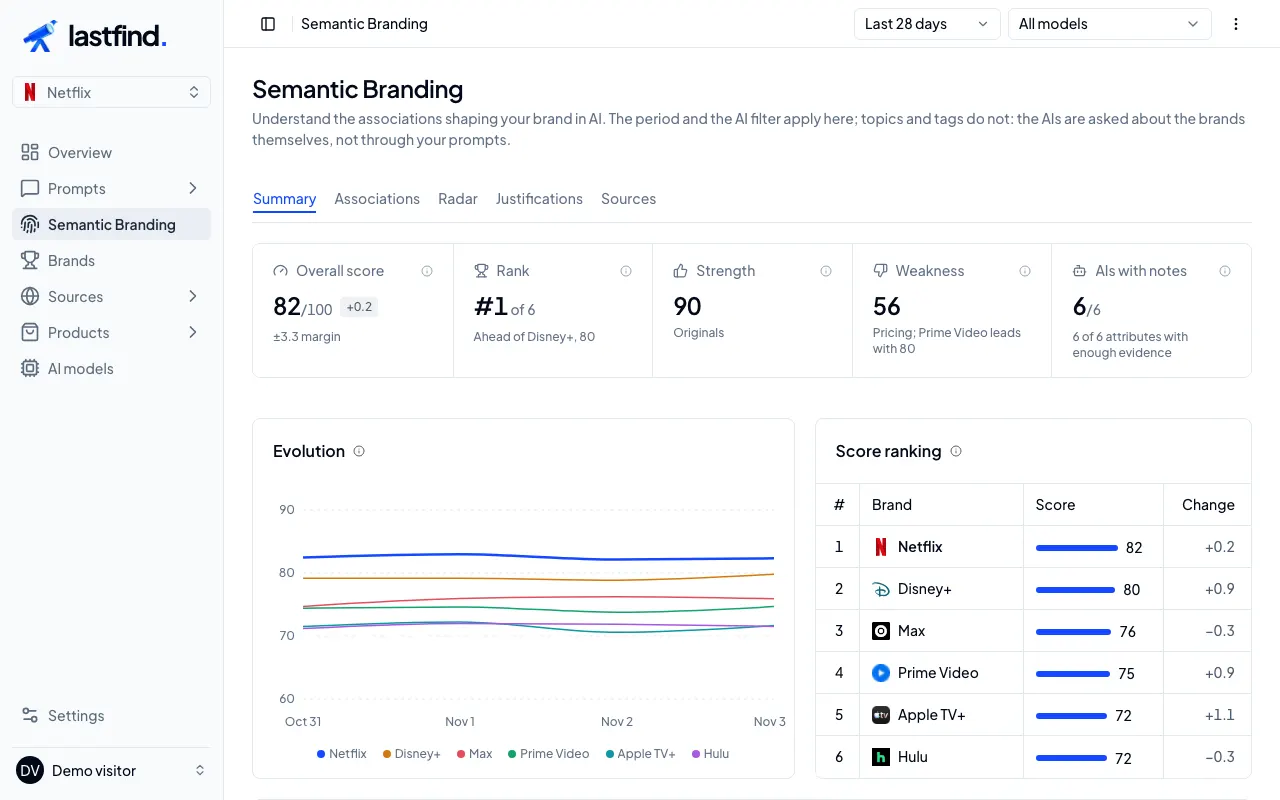 lastfind.
Netflix
Overview
Prompts
Semantic Branding
Brands
Sources
Products
AI models
Settings
DV Demo visitor
Semantic Branding
Last 28 days
All models
Semantic Branding
Understand the associations shaping your brand in AI. The period and the AI filter apply here; topics and tags do not: the AIs are asked about the brands
themselves, not through your prompts.
Summary Associations Radar Justifications Sources
Overall score
82/100 +0.2
±3.3 margin
Rank
#1 of 6
Ahead of Disney+, 80
Strength
90
Originals
Weakness
56
Pricing; Prime Video leads
with 80
AIs with notes
6/6
6 of 6 attributes with
enough evidence
Evolution
90
80
70
60
Oct 31 Nov 1 Nov 2 Nov 3
Netflix Disney+ Max Prime Video Apple TV+ Hulu
Score ranking
# Brand Score Change
1 Netflix 82 +0.2
2 Disney+ 80 +0.9
3 Max 76 −0.3
4 Prime Video 75 +0.9
5 Apple TV+ 72 +1.1
6 Hulu 72 −0.3